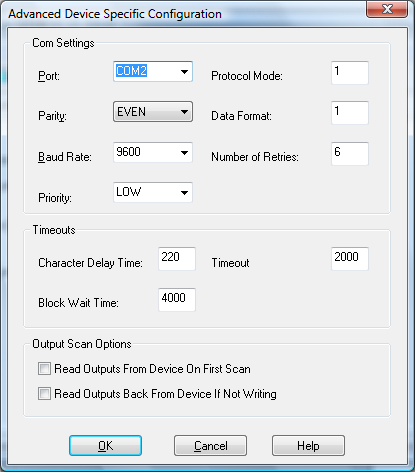 Advanced Device Specific Configuration
Com Settings
Port: COM2 Protocol Mode: 1
Parity: EVEN Data Format: 1
Baud Rate: 9600 Number of Retries: 6
Priority: LOW
Timeouts
Character Delay Time: 220 Timeout 2000
Block Wait Time: 4000
Output Scan Options
Read Outputs From Device On First Scan
Read Outputs Back From Device If Not Writing
OK Cancel Help